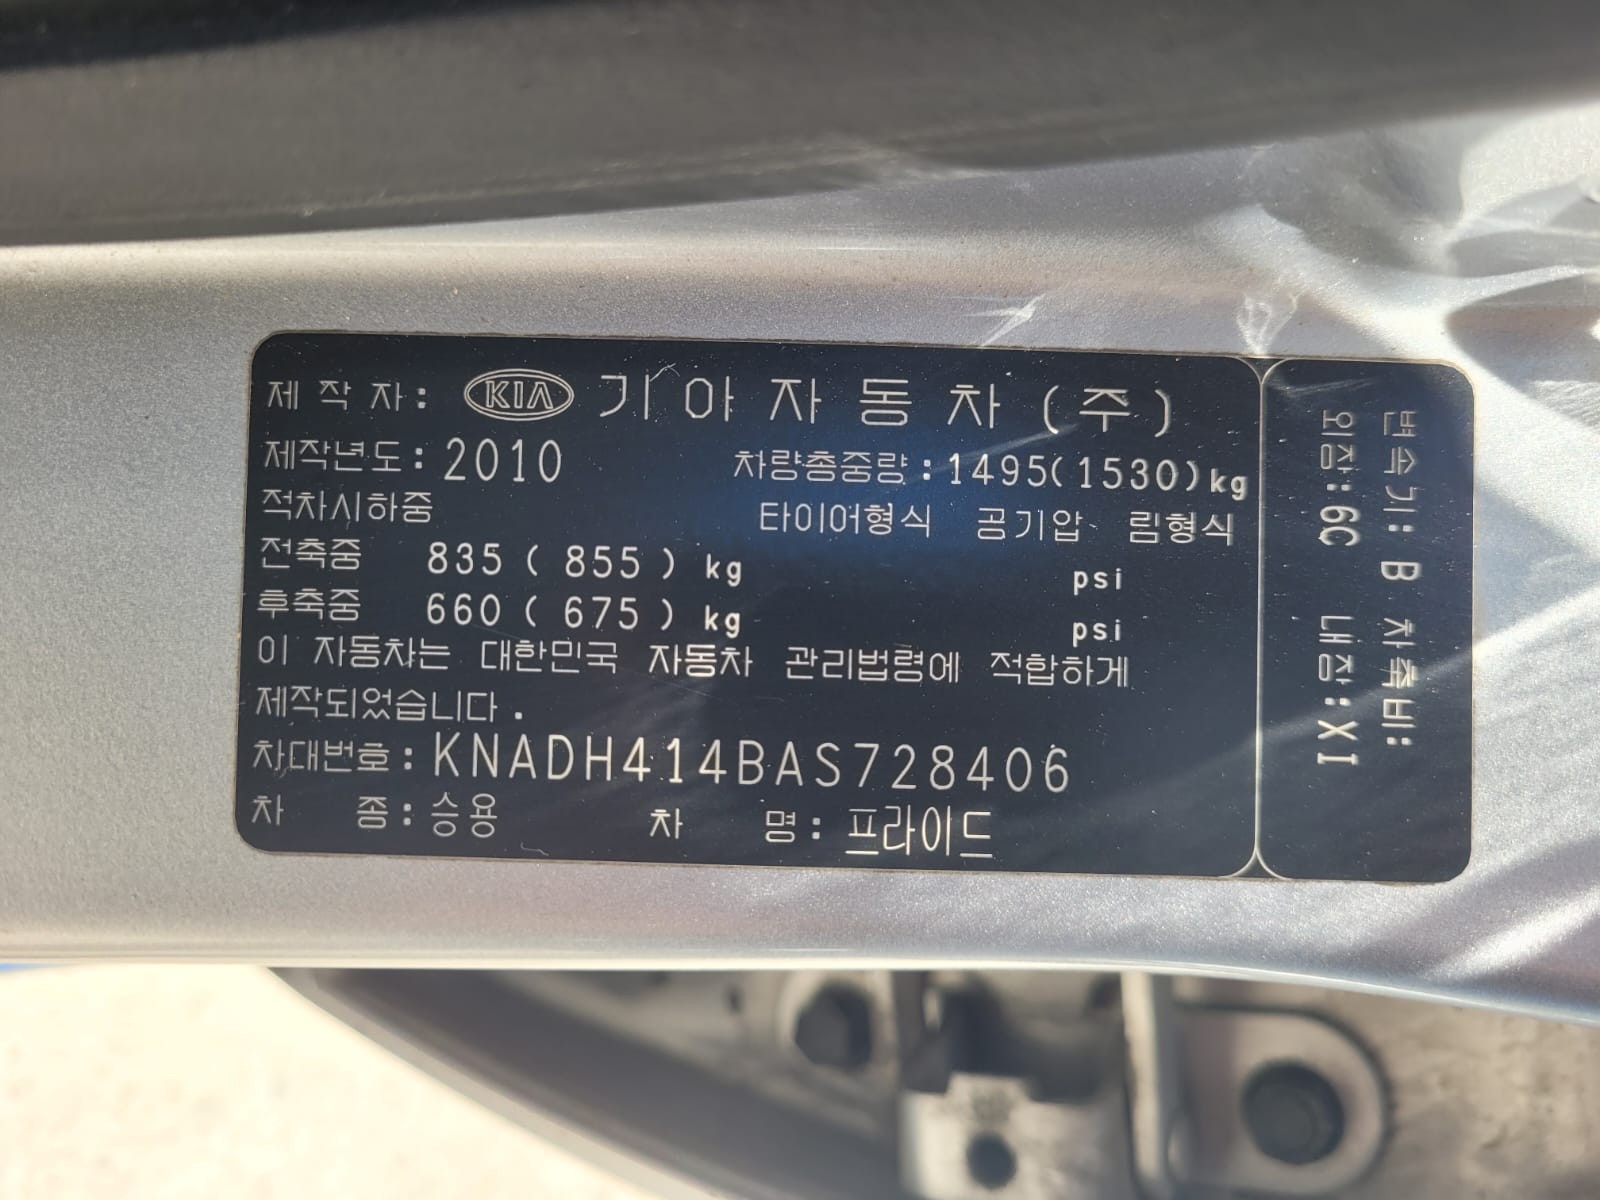 제 작 자 : KIA 기 아 자 동 차 ( 주 )
제작년도 : 2010 차량총중량 : 1495(1530)kg
적차시하중 타이어형식 공기압 림형식
전축중 835 ( 855 ) kg psi
후축중 660 ( 675 ) kg psi
이 자동차는 대한민국 자동차 관리법령에 적합하게
제작되었습니다 .
차대번호 : KNADH414BAS728406
차 종 : 승용 차 명 : 프라이드
변속기 : B 차축비 :
외장 : 6C 내장 : XI